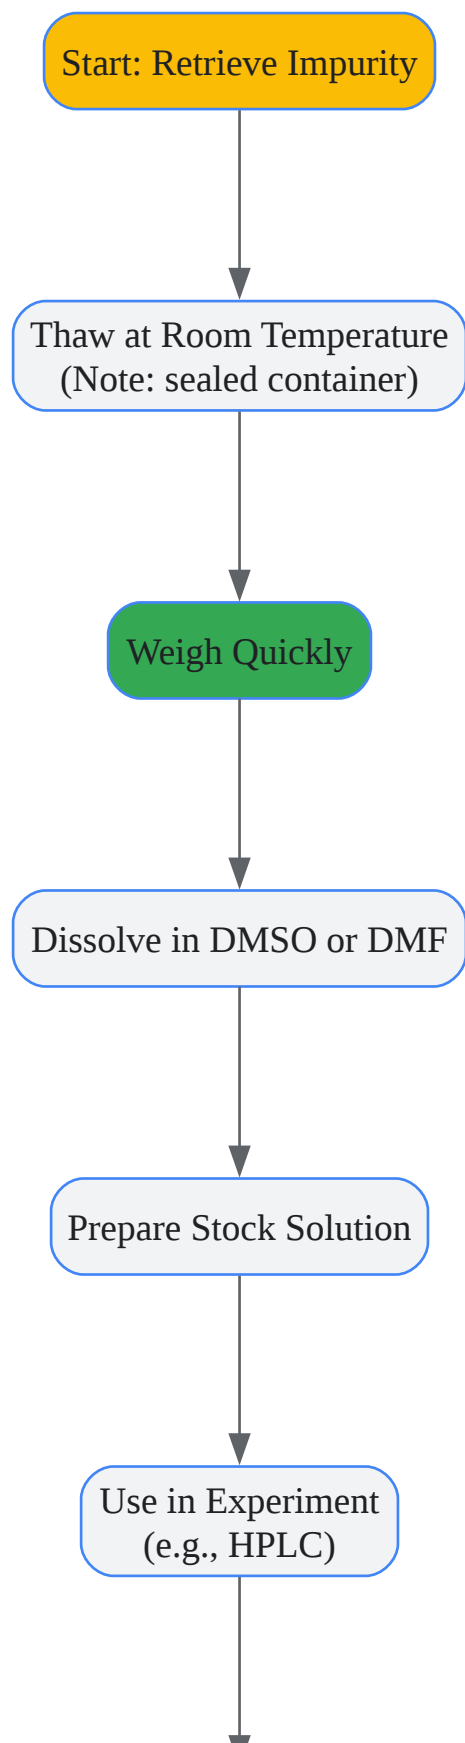 Start: Retrieve Impurity
Thaw at Room Temperature
(Note: sealed container)
Weigh Quickly
Dissolve in DMSO or DMF
Prepare Stock Solution
Use in Experiment
(e.g., HPLC)